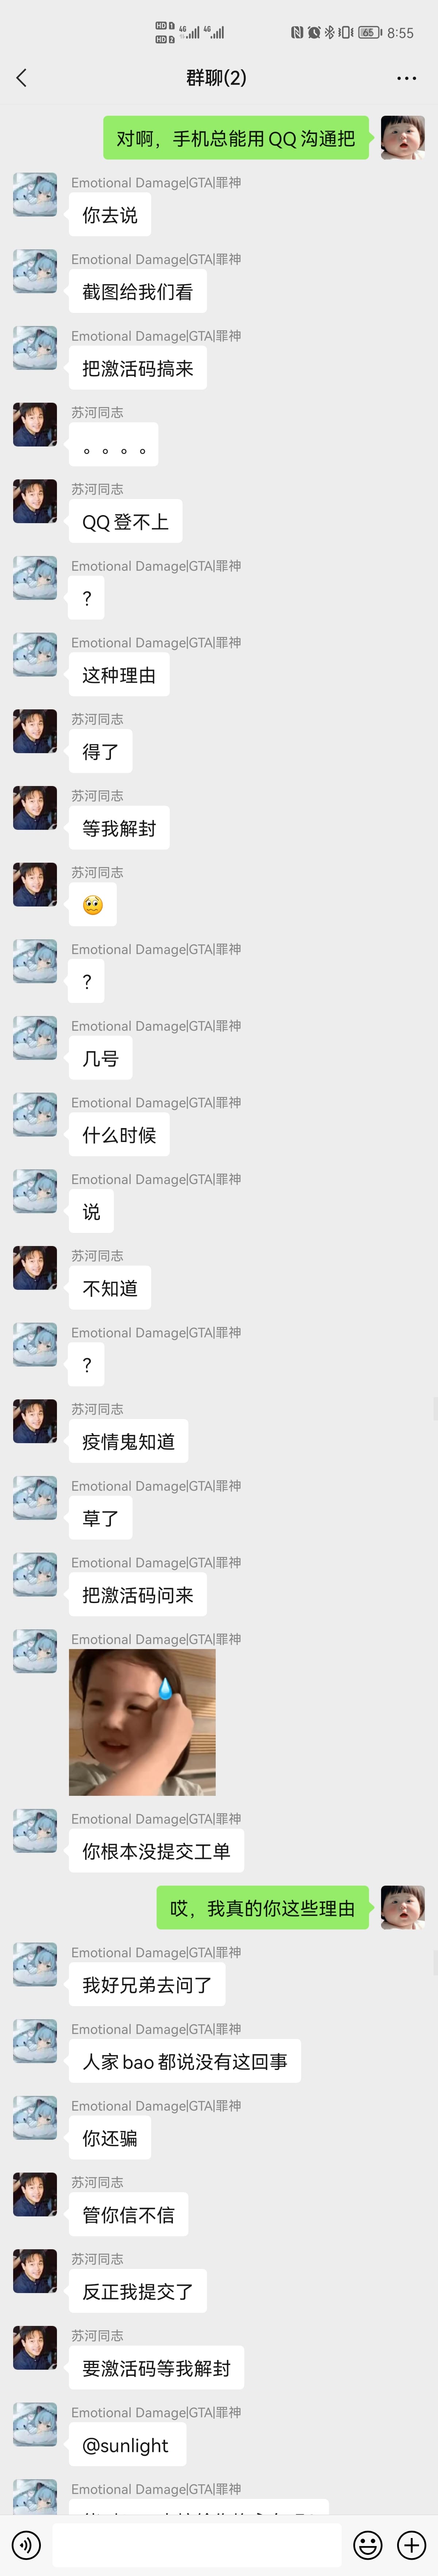 HD 1 4G 4G
HD 2
65 8:55
群聊(2)
对啊，手机总能用QQ沟通把
Emotional Damage|GTA|罪神
你去说
Emotional Damage|GTA|罪神
截图给我们看
Emotional Damage|GTA|罪神
把激活码搞来
苏河同志
。。。。
苏河同志
QQ登不上
Emotional Damage|GTA|罪神
？
Emotional Damage|GTA|罪神
这种理由
苏河同志
得了
苏河同志
等我解封
苏河同志
Emotional Damage|GTA|罪神
？
Emotional Damage|GTA|罪神
几号
Emotional Damage|GTA|罪神
什么时候
Emotional Damage|GTA|罪神
说
苏河同志
不知道
Emotional Damage|GTA|罪神
？
苏河同志
疫情鬼知道
Emotional Damage|GTA|罪神
草了
Emotional Damage|GTA|罪神
把激活码问来
Emotional Damage|GTA|罪神
Emotional Damage|GTA|罪神
你根本没提交工单
哎，我真的你这些理由
Emotional Damage|GTA|罪神
我好兄弟去问了
Emotional Damage|GTA|罪神
人家bao都说没有这回事
Emotional Damage|GTA|罪神
你还骗
苏河同志
管你信不信
苏河同志
反正我提交了
苏河同志
要激活码等我解封
Emotional Damage|GTA|罪神
@sunlight
Emotional Damage|GTA|罪神